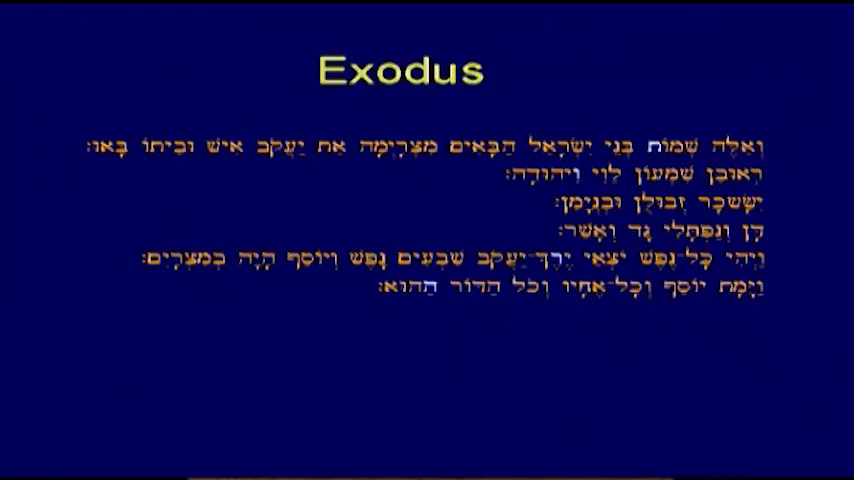 Exodus
וְאֵלֶּה שְׁמוֹת בְּנֵי יִשְׂרָאֵל הַבָּאִים מִצְרָיְמָה אֵת יַעֲקֹב אִישׁ וּבֵיתוֹ בָּאוּ:
רְאוּבֵן שִׁמְעוֹן לֵוִי וִיהוּדָה:
יִשָּׂשכָר זְבוּלֻן וּבִנְיָמִן:
דָּן וְנַפְתָּלִי גָּד וְאָשֵׁר:
וַיְהִי כָּל־נֶפֶשׁ יֹצְאֵי יֶרֶךְ־יַעֲקֹב שִׁבְעִים נָפֶשׁ וְיוֹסֵף הָיָה בְמִצְרָיִם:
וַיָּמָת יוֹסֵף וְכָל־אֶחָיו וְכֹל הַדּוֹר הַהוּא: